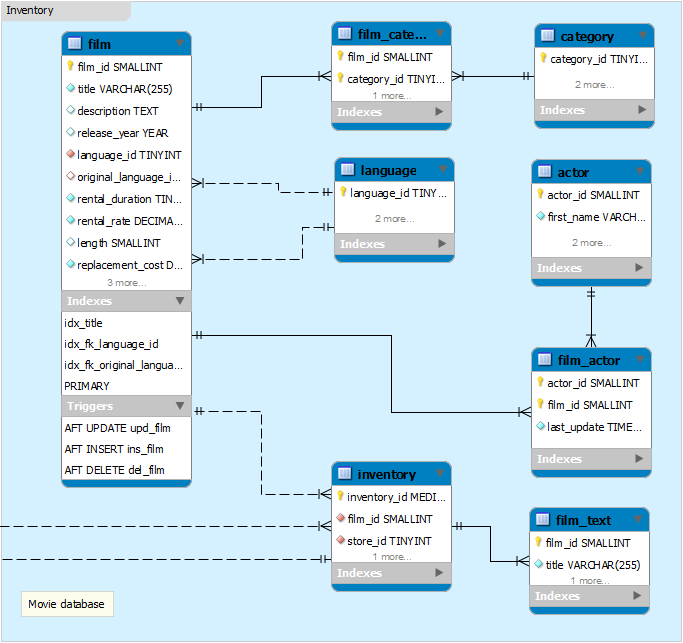 Inventory
film
film_id SMALLINT
title VARCHAR(255)
description TEXT
release_year YEAR
language_id TINYINT
original_language_i...
rental_duration TIN...
rental_rate DECIMA...
length SMALLINT
replacement_cost D...
3 more...
Indexes
idx_title
idx_fk_language_id
idx_fk_original_langua...
PRIMARY
Triggers
AFT UPDATE upd_film
AFT INSERT ins_film
AFT DELETE del_film
film_cate...
film_id SMALLINT
category_id TINYI...
1 more...
Indexes
category
category_id TINYI...
2 more...
Indexes
language
language_id TINY...
2 more...
Indexes
actor
actor_id SMALLINT
first_name VARCH...
2 more...
Indexes
film_actor
actor_id SMALLINT
film_id SMALLINT
last_update TIME...
Indexes
inventory
inventory_id MEDI...
film_id SMALLINT
store_id TINYINT
1 more...
Indexes
film_text
film_id SMALLINT
title VARCHAR(255)
1 more...
Indexes
Movie database